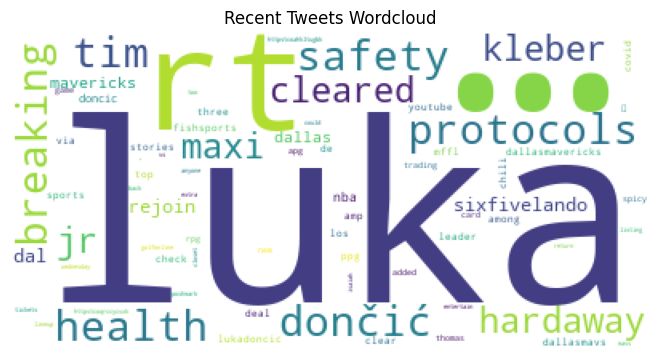 Recent Tweets Wordcloud
luka
rt
...
tim
safety
kleber
covid
breaking
mavericks
cleared
game
doncic
three
youtube
protocols
via
stories
fishsports
dallas
maxi
apg
de
mffl
dallasmavericks
top
trading
chili
sports
rejoin
nba
amp
sixfivelando
spicy
card
among
jr
dal
los
leader
check
rpg
ppg
added
health
dončić
hardaway
deal
lukadoncic
clear
thomas
dallasmavs